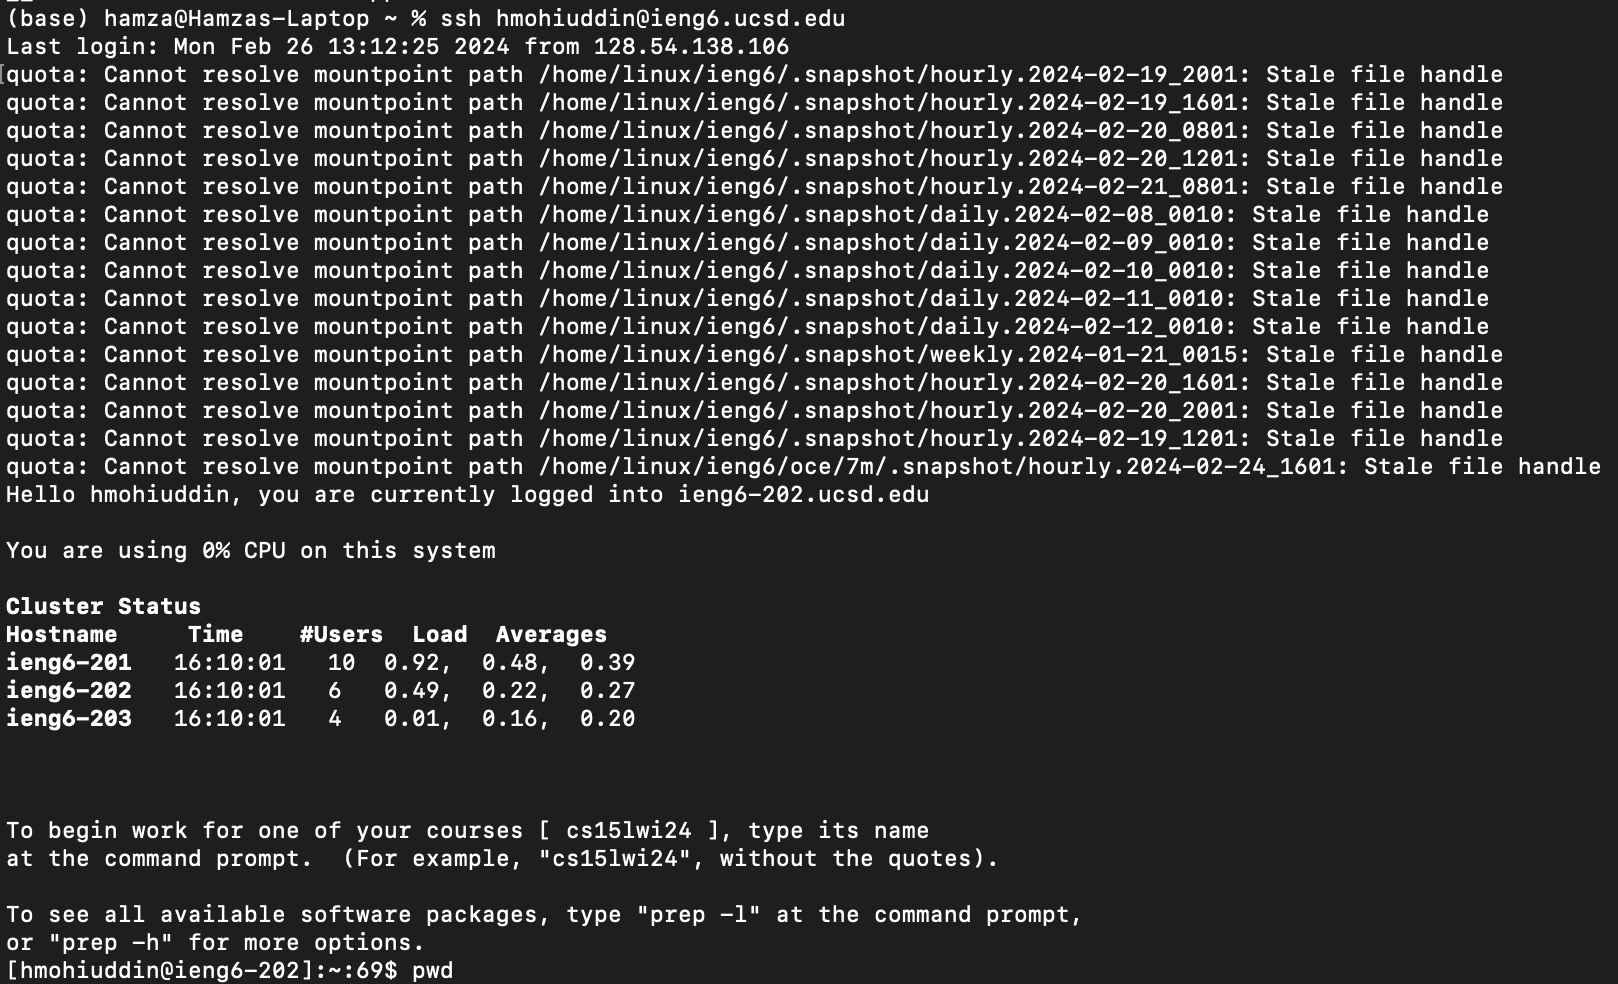 (base) hamza@Hamzas-Laptop ~ % ssh hmohiuddin@ieng6.ucsd.edu
Last login: Mon Feb 26 13:12:25 2024 from 128.54.138.106
quota: Cannot resolve mountpoint path /home/linux/ieng6/.snapshot/hourly.2024-02-19_2001: Stale file handle
quota: Cannot resolve mountpoint path /home/linux/ieng6/.snapshot/hourly.2024-02-19_1601: Stale file handle
quota: Cannot resolve mountpoint path /home/linux/ieng6/.snapshot/hourly.2024-02-20_0801: Stale file handle
quota: Cannot resolve mountpoint path /home/linux/ieng6/.snapshot/hourly.2024-02-20_1201: Stale file handle
quota: Cannot resolve mountpoint path /home/linux/ieng6/.snapshot/hourly.2024-02-21_0801: Stale file handle
quota: Cannot resolve mountpoint path /home/linux/ieng6/.snapshot/daily.2024-02-08_0010: Stale file handle
quota: Cannot resolve mountpoint path /home/linux/ieng6/.snapshot/daily.2024-02-09_0010: Stale file handle
quota: Cannot resolve mountpoint path /home/linux/ieng6/.snapshot/daily.2024-02-10_0010: Stale file handle
quota: Cannot resolve mountpoint path /home/linux/ieng6/.snapshot/daily.2024-02-11_0010: Stale file handle
quota: Cannot resolve mountpoint path /home/linux/ieng6/.snapshot/daily.2024-02-12_0010: Stale file handle
quota: Cannot resolve mountpoint path /home/linux/ieng6/.snapshot/weekly.2024-01-21_0015: Stale file handle
quota: Cannot resolve mountpoint path /home/linux/ieng6/.snapshot/hourly.2024-02-20_1601: Stale file handle
quota: Cannot resolve mountpoint path /home/linux/ieng6/.snapshot/hourly.2024-02-20_2001: Stale file handle
quota: Cannot resolve mountpoint path /home/linux/ieng6/.snapshot/hourly.2024-02-19_1201: Stale file handle
quota: Cannot resolve mountpoint path /home/linux/ieng6/oce/7m/.snapshot/hourly.2024-02-24_1601: Stale file handle
Hello hmohiuddin, you are currently logged into ieng6-202.ucsd.edu

You are using 0% CPU on this system

Cluster Status
Hostname     Time    #Users  Load  Averages
ieng6-201   16:10:01   10  0.92,  0.48,  0.39
ieng6-202   16:10:01   6   0.49,  0.22,  0.27
ieng6-203   16:10:01   4   0.01,  0.16,  0.20

To begin work for one of your courses [ cs15lwi24 ], type its name
at the command prompt.  (For example, "cs15lwi24", without the quotes).

To see all available software packages, type "prep -l" at the command prompt,
or "prep -h" for more options.
[hmohiuddin@ieng6-202]:~:69$ pwd